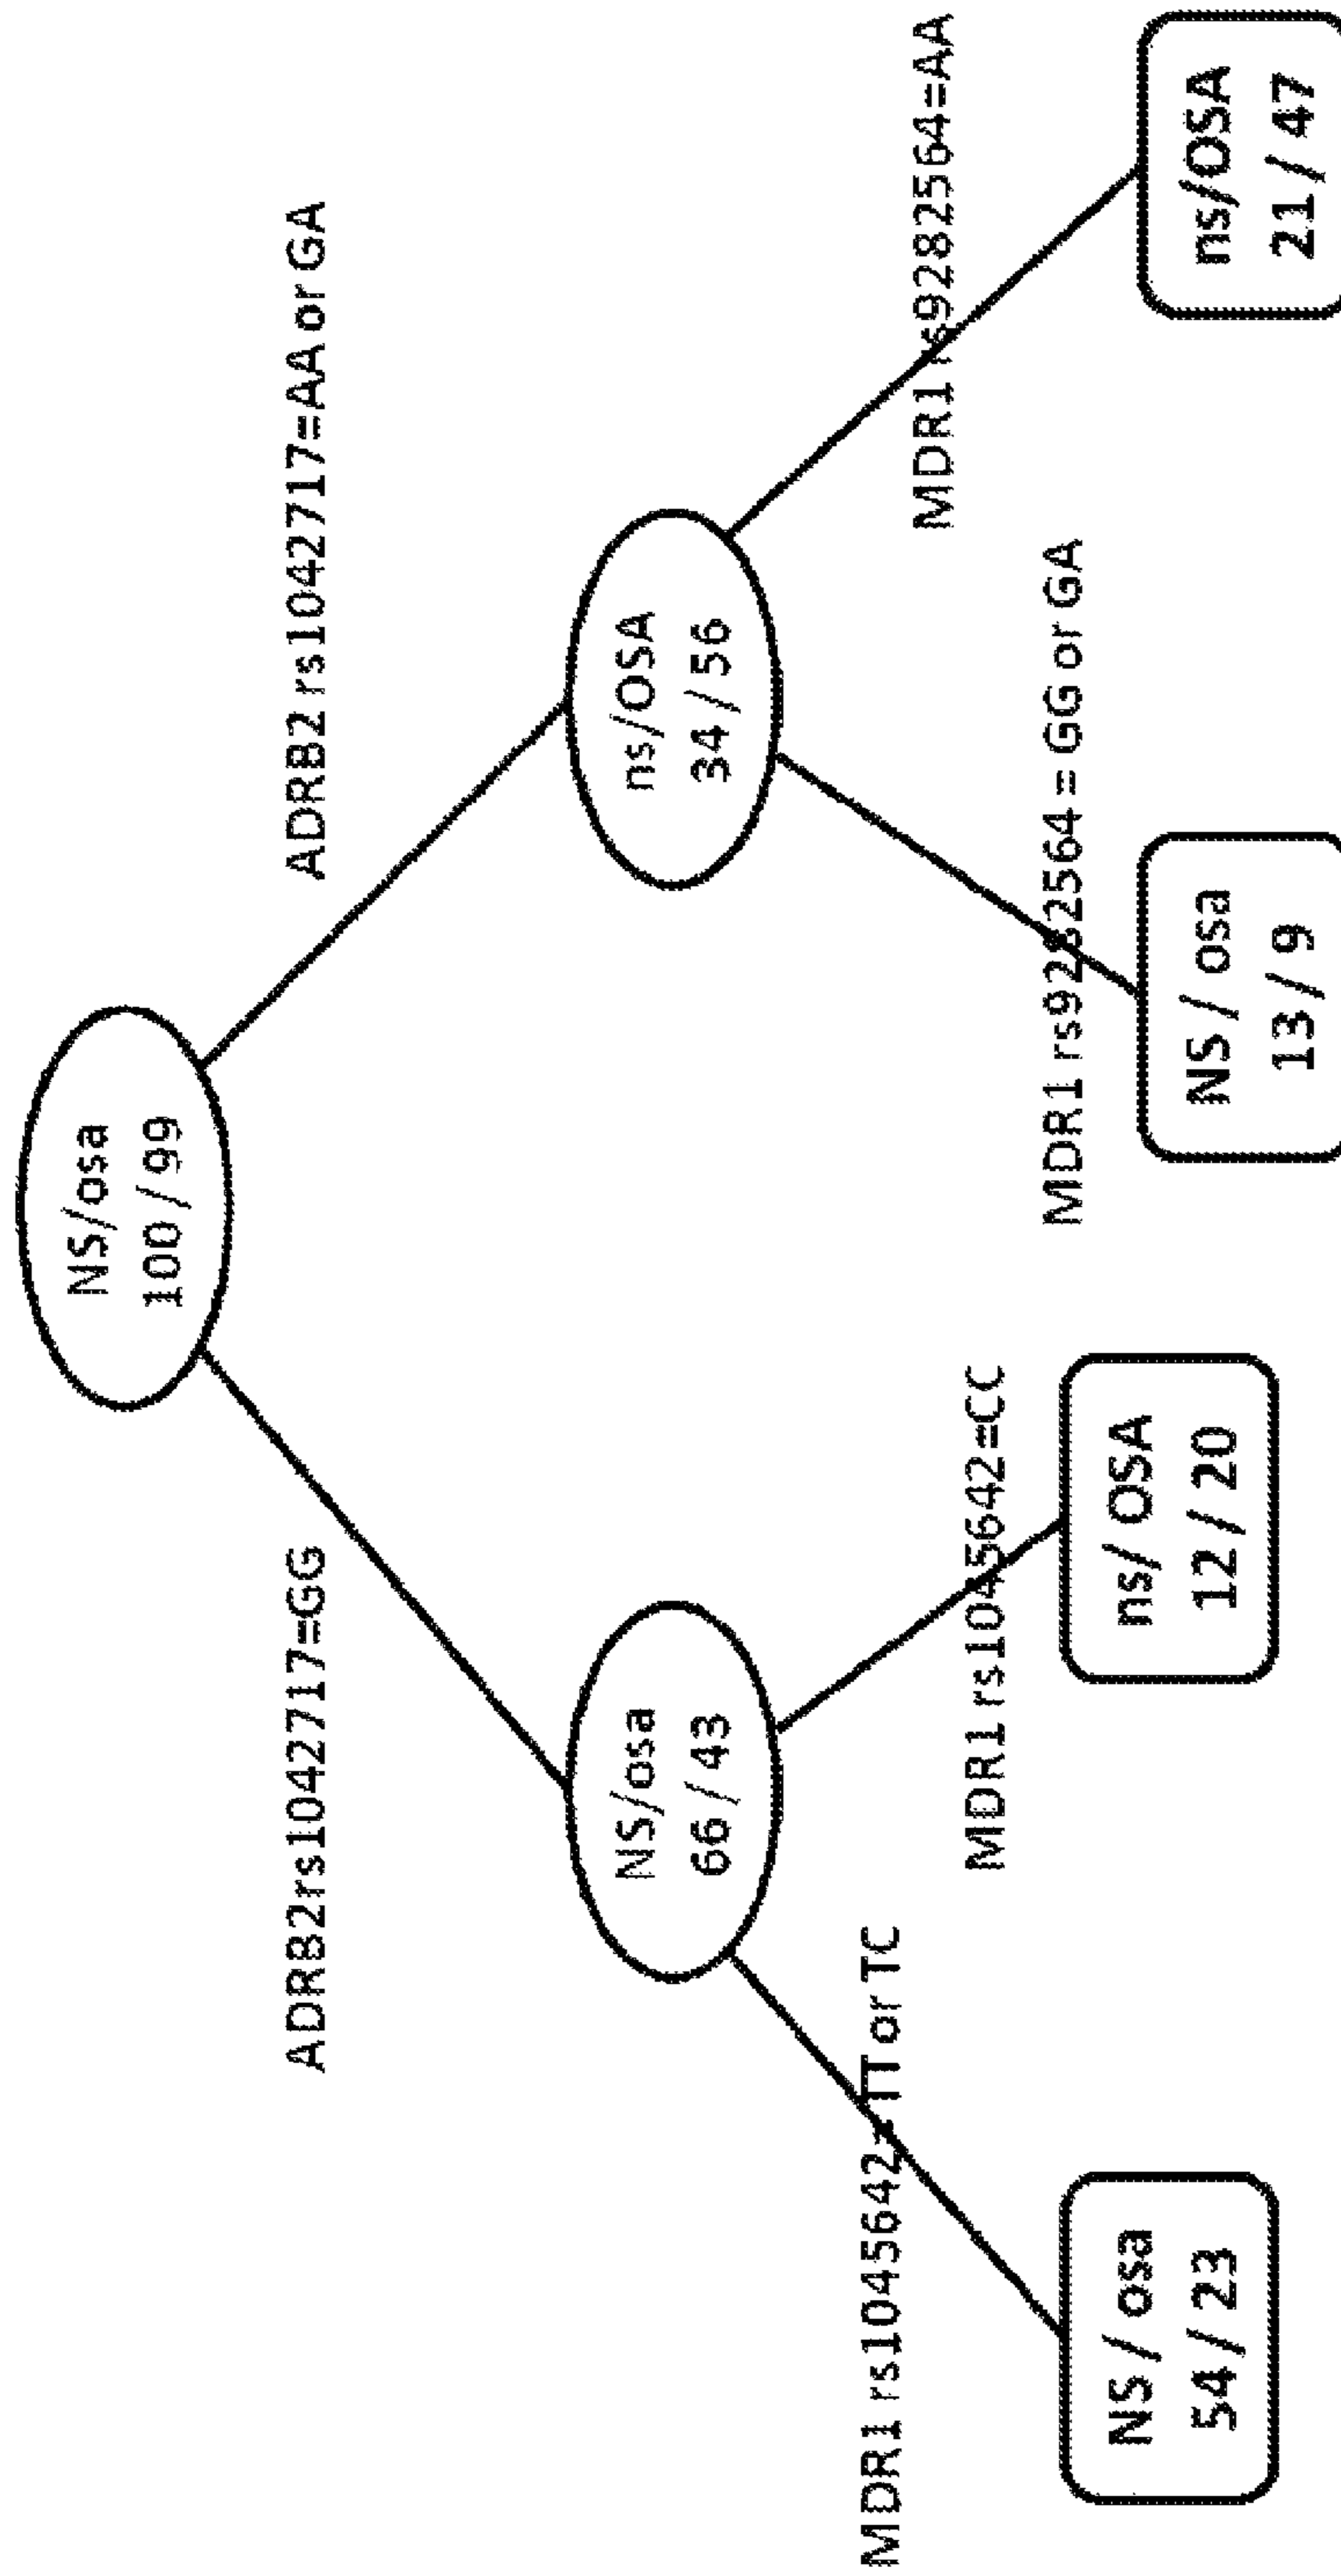 NS/osa
100 / 99
ADRB2rs1042717=GG
ADRB2 rs1042717=AA or GA
NS/osa
66 / 43
ns/OSA
34 / 56
MDR1 rs1045642= TT or TC
MDR1 rs1045642=CC
MDR1 rs9282564 = GG or GA
MDR1 rs9282564=AA
NS / osa
54 / 23
ns/ OSA
12 / 20
NS / osa
13 / 9
ns/OSA
21 / 47